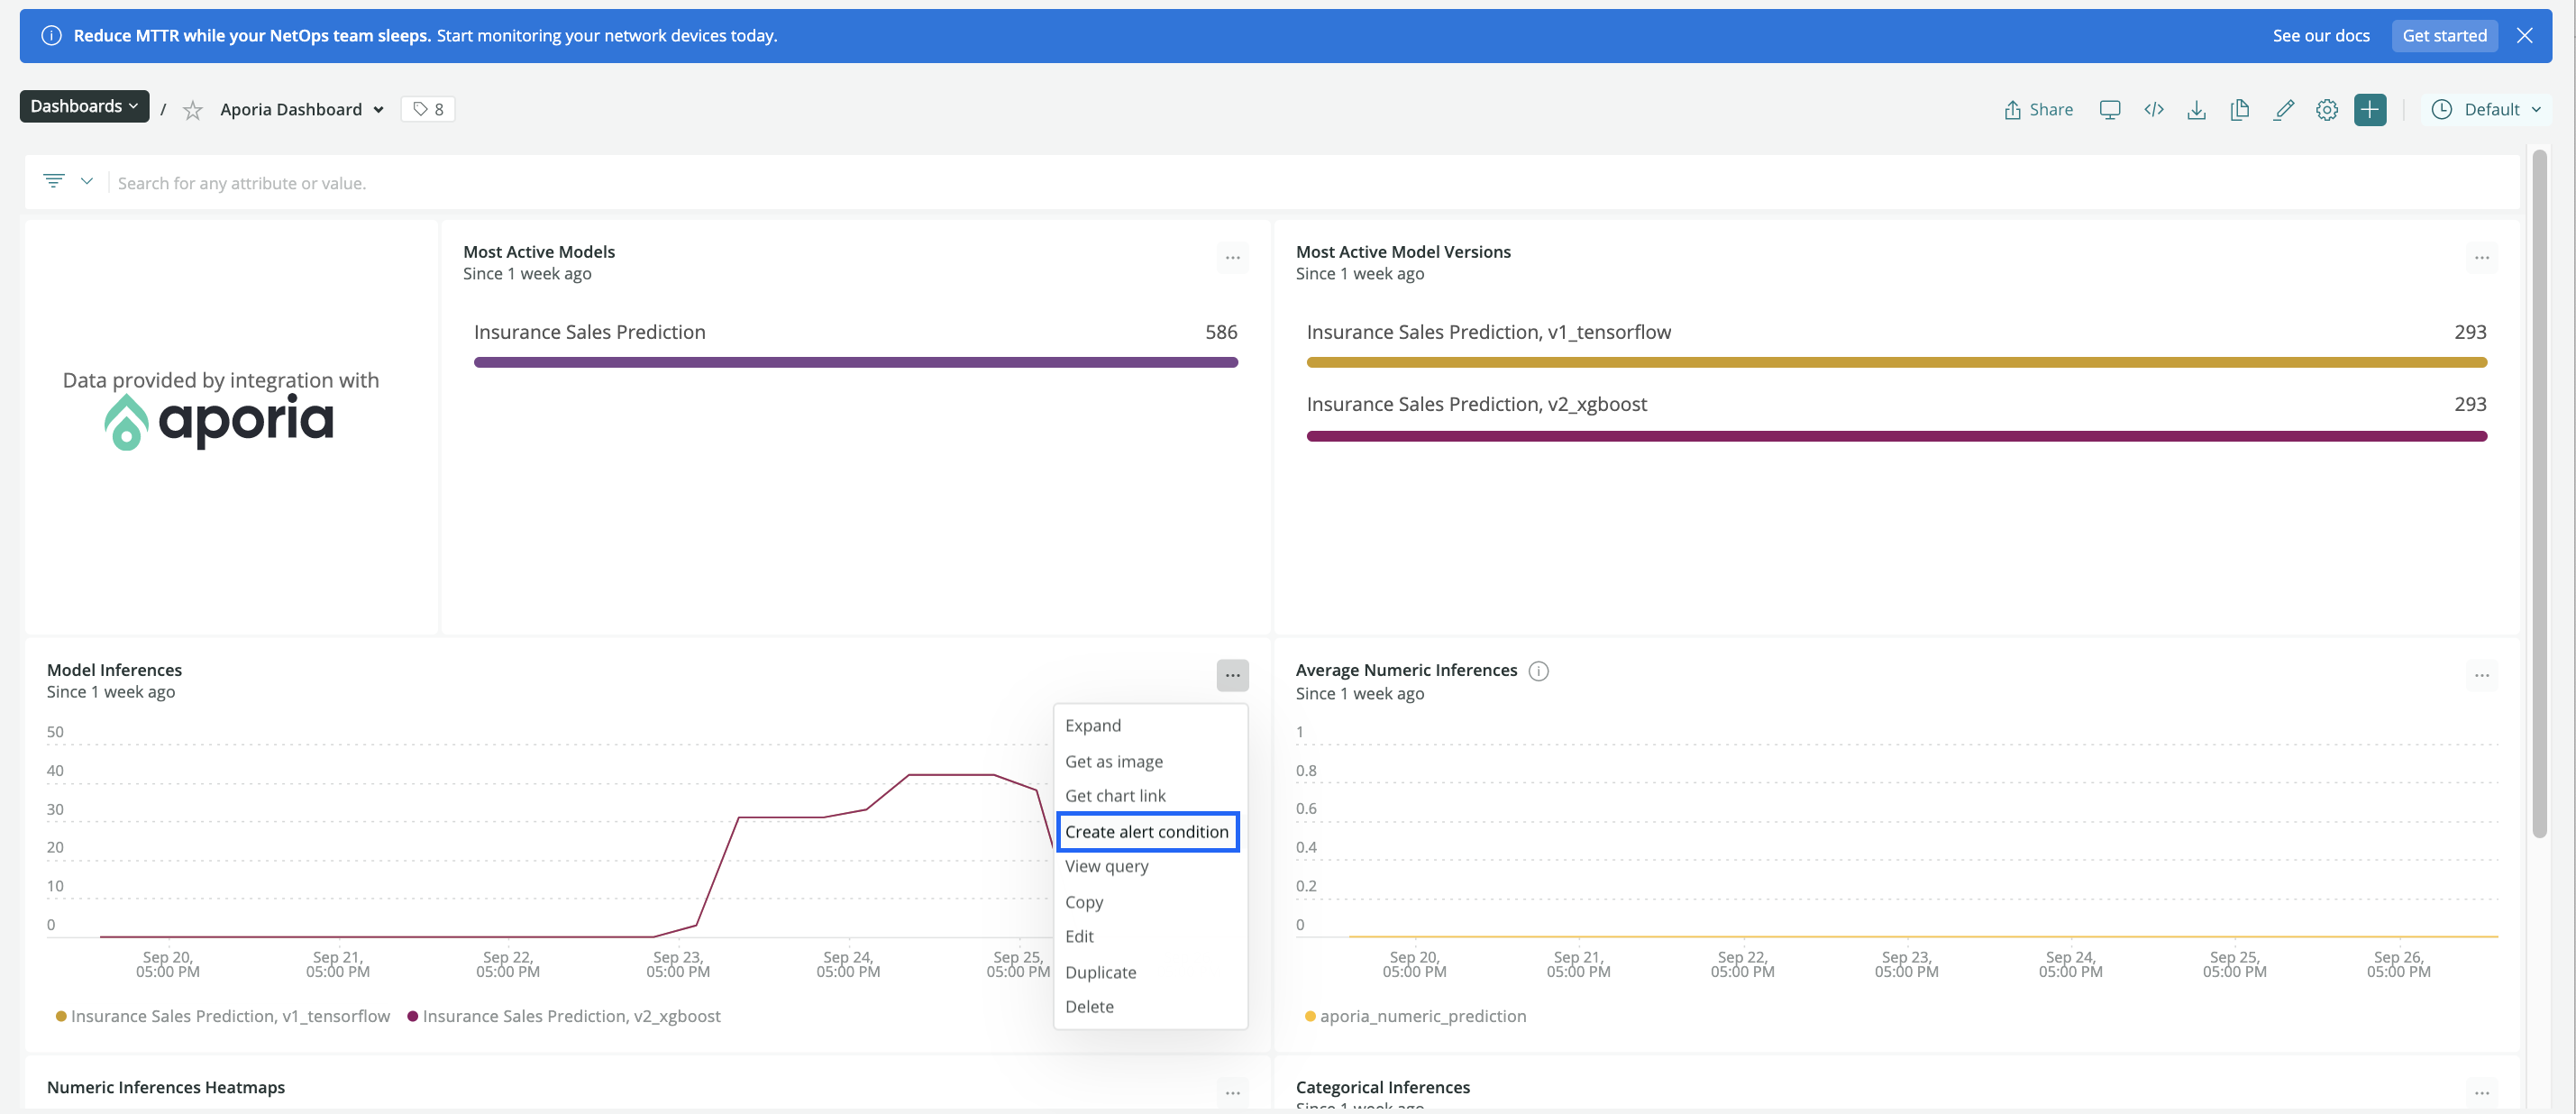 Reduce MTTR while your NetOps team sleeps. Start monitoring your network devices today.
See our docs
Get started
Dashboards
/
Aporia Dashboard
8
Share
Default
Search for any attribute or value.
Data provided by integration with
aporia
Most Active Models
Since 1 week ago
Insurance Sales Prediction 586
Most Active Model Versions
Since 1 week ago
Insurance Sales Prediction, v1_tensorflow 293
Insurance Sales Prediction, v2_xgboost 293
Model Inferences
Since 1 week ago
50
40
30
20
10
0
Sep 20, 05:00 PM
Sep 21, 05:00 PM
Sep 22, 05:00 PM
Sep 23, 05:00 PM
Sep 24, 05:00 PM
Sep 25, 05:00 PM
Insurance Sales Prediction, v1_tensorflow
Insurance Sales Prediction, v2_xgboost
Expand
Get as image
Get chart link
Create alert condition
View query
Copy
Edit
Duplicate
Delete
Average Numeric Inferences
Since 1 week ago
1
0.8
0.6
0.4
0.2
0
Sep 20, 05:00 PM
Sep 21, 05:00 PM
Sep 22, 05:00 PM
Sep 23, 05:00 PM
Sep 24, 05:00 PM
Sep 25, 05:00 PM
Sep 26, 05:00 PM
aporia_numeric_prediction
Numeric Inferences Heatmaps
Categorical Inferences
Since 1 week ago